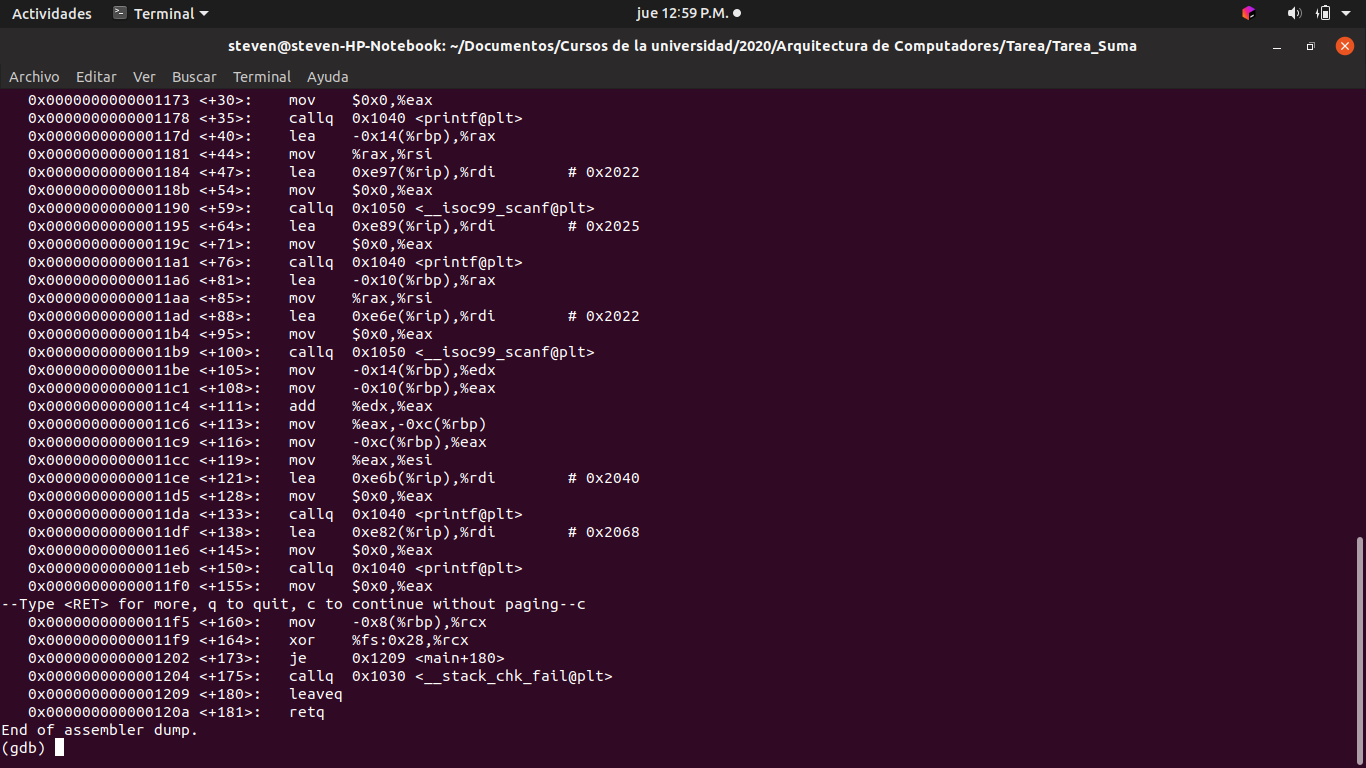 Actividades Terminal jue 12:59 P.M.
steven@steven-HP-Notebook: ~/Documentos/Cursos de la universidad/2020/Arquitectura de Computadores/Tarea/Tarea_Suma
Archivo Editar Ver Buscar Terminal Ayuda
0x0000000000001173 <+30>: mov $0x0,%eax
0x0000000000001178 <+35>: callq 0x1040 <printf@plt>
0x000000000000117d <+40>: lea -0x14(%rbp),%rax
0x0000000000001181 <+44>: mov %rax,%rsi
0x0000000000001184 <+47>: lea 0xe97(%rip),%rdi # 0x2022
0x000000000000118b <+54>: mov $0x0,%eax
0x0000000000001190 <+59>: callq 0x1050 <__isoc99_scanf@plt>
0x0000000000001195 <+64>: lea 0xe89(%rip),%rdi # 0x2025
0x000000000000119c <+71>: mov $0x0,%eax
0x00000000000011a1 <+76>: callq 0x1040 <printf@plt>
0x00000000000011a6 <+81>: lea -0x10(%rbp),%rax
0x00000000000011aa <+85>: mov %rax,%rsi
0x00000000000011ad <+88>: lea 0xe6e(%rip),%rdi # 0x2022
0x00000000000011b4 <+95>: mov $0x0,%eax
0x00000000000011b9 <+100>: callq 0x1050 <__isoc99_scanf@plt>
0x00000000000011be <+105>: mov -0x14(%rbp),%edx
0x00000000000011c1 <+108>: mov -0x10(%rbp),%eax
0x00000000000011c4 <+111>: add %edx,%eax
0x00000000000011c6 <+113>: mov %eax,-0xc(%rbp)
0x00000000000011c9 <+116>: mov -0xc(%rbp),%eax
0x00000000000011cc <+119>: mov %eax,%esi
0x00000000000011ce <+121>: lea 0xe6b(%rip),%rdi # 0x2040
0x00000000000011d5 <+128>: mov $0x0,%eax
0x00000000000011da <+133>: callq 0x1040 <printf@plt>
0x00000000000011df <+138>: lea 0xe82(%rip),%rdi # 0x2068
0x00000000000011e6 <+145>: mov $0x0,%eax
0x00000000000011eb <+150>: callq 0x1040 <printf@plt>
0x00000000000011f0 <+155>: mov $0x0,%eax
--Type <RET> for more, q to quit, c to continue without paging--c
0x00000000000011f5 <+160>: mov -0x8(%rbp),%rcx
0x00000000000011f9 <+164>: xor %fs:0x28,%rcx
0x0000000000001202 <+173>: je 0x1209 <main+180>
0x0000000000001204 <+175>: callq 0x1030 <__stack_chk_fail@plt>
0x0000000000001209 <+180>: leaveq
0x000000000000120a <+181>: retq
End of assembler dump.
(gdb)